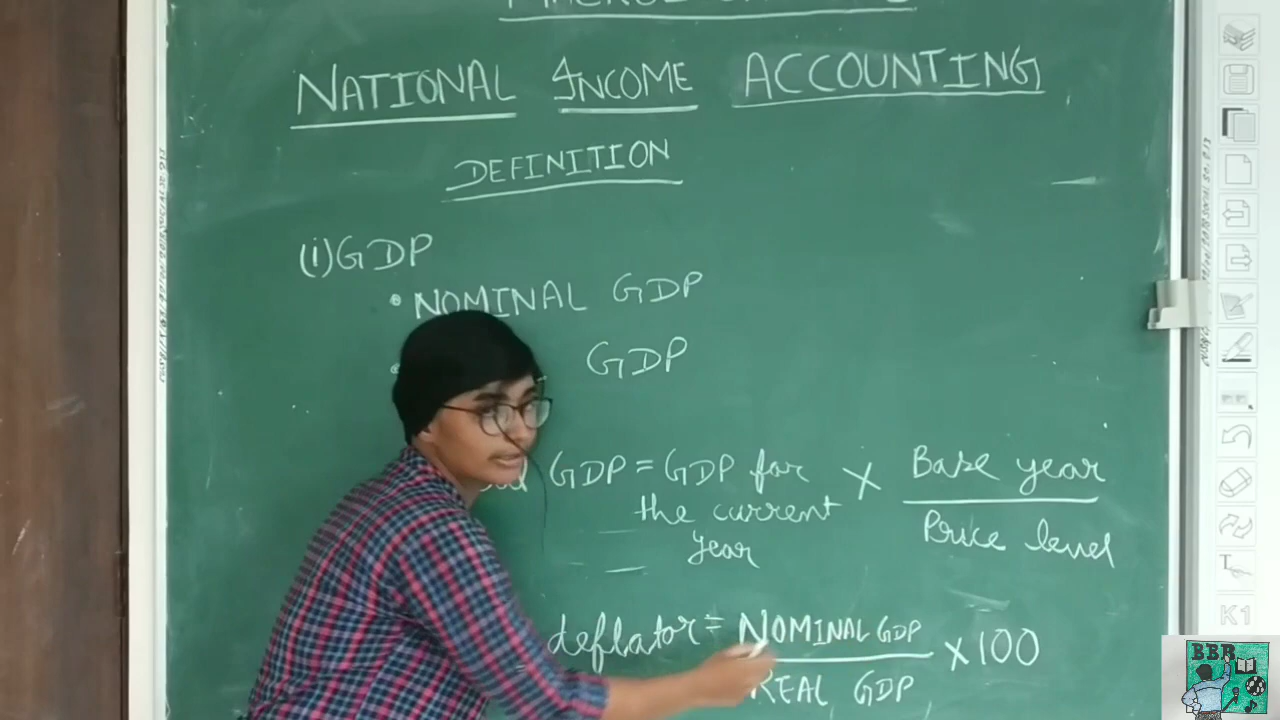 NATIONAL INCOME ACCOUNTING
DEFINITION
(i) GDP
• NOMINAL GDP
• GDP
GDP = GDP for the current year × Base year / Price level
deflator = NOMINAL GDP / REAL GDP × 100
BBR
K1